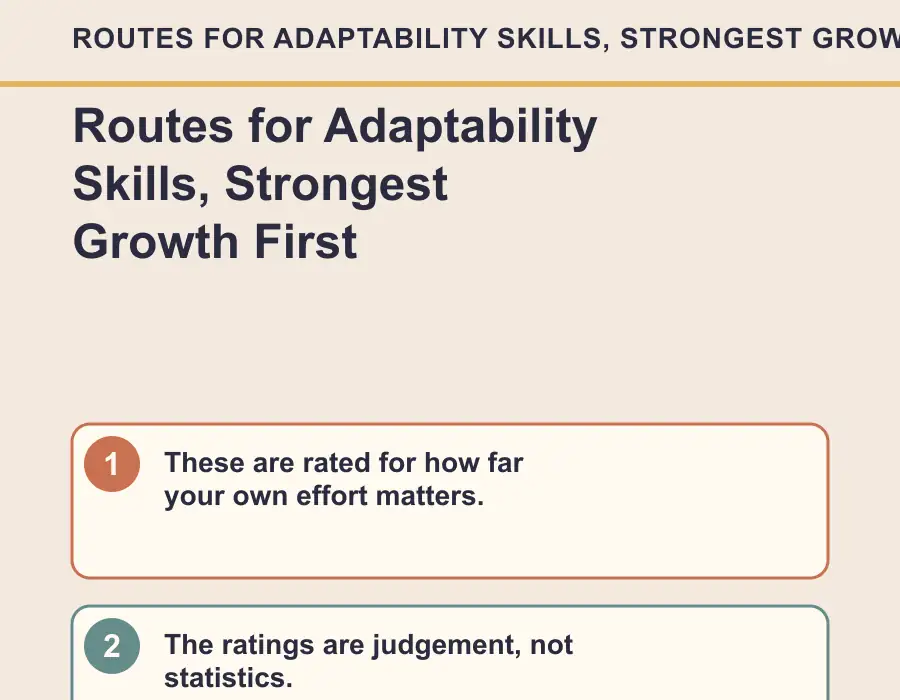 ROUTES FOR ADAPTABILITY SKILLS, STRONGEST
Routes for Adaptability
Skills, Strongest
Growth First
1
These are rated for how far
your own effort matters.
2
The ratings are judgement, not
statistics.